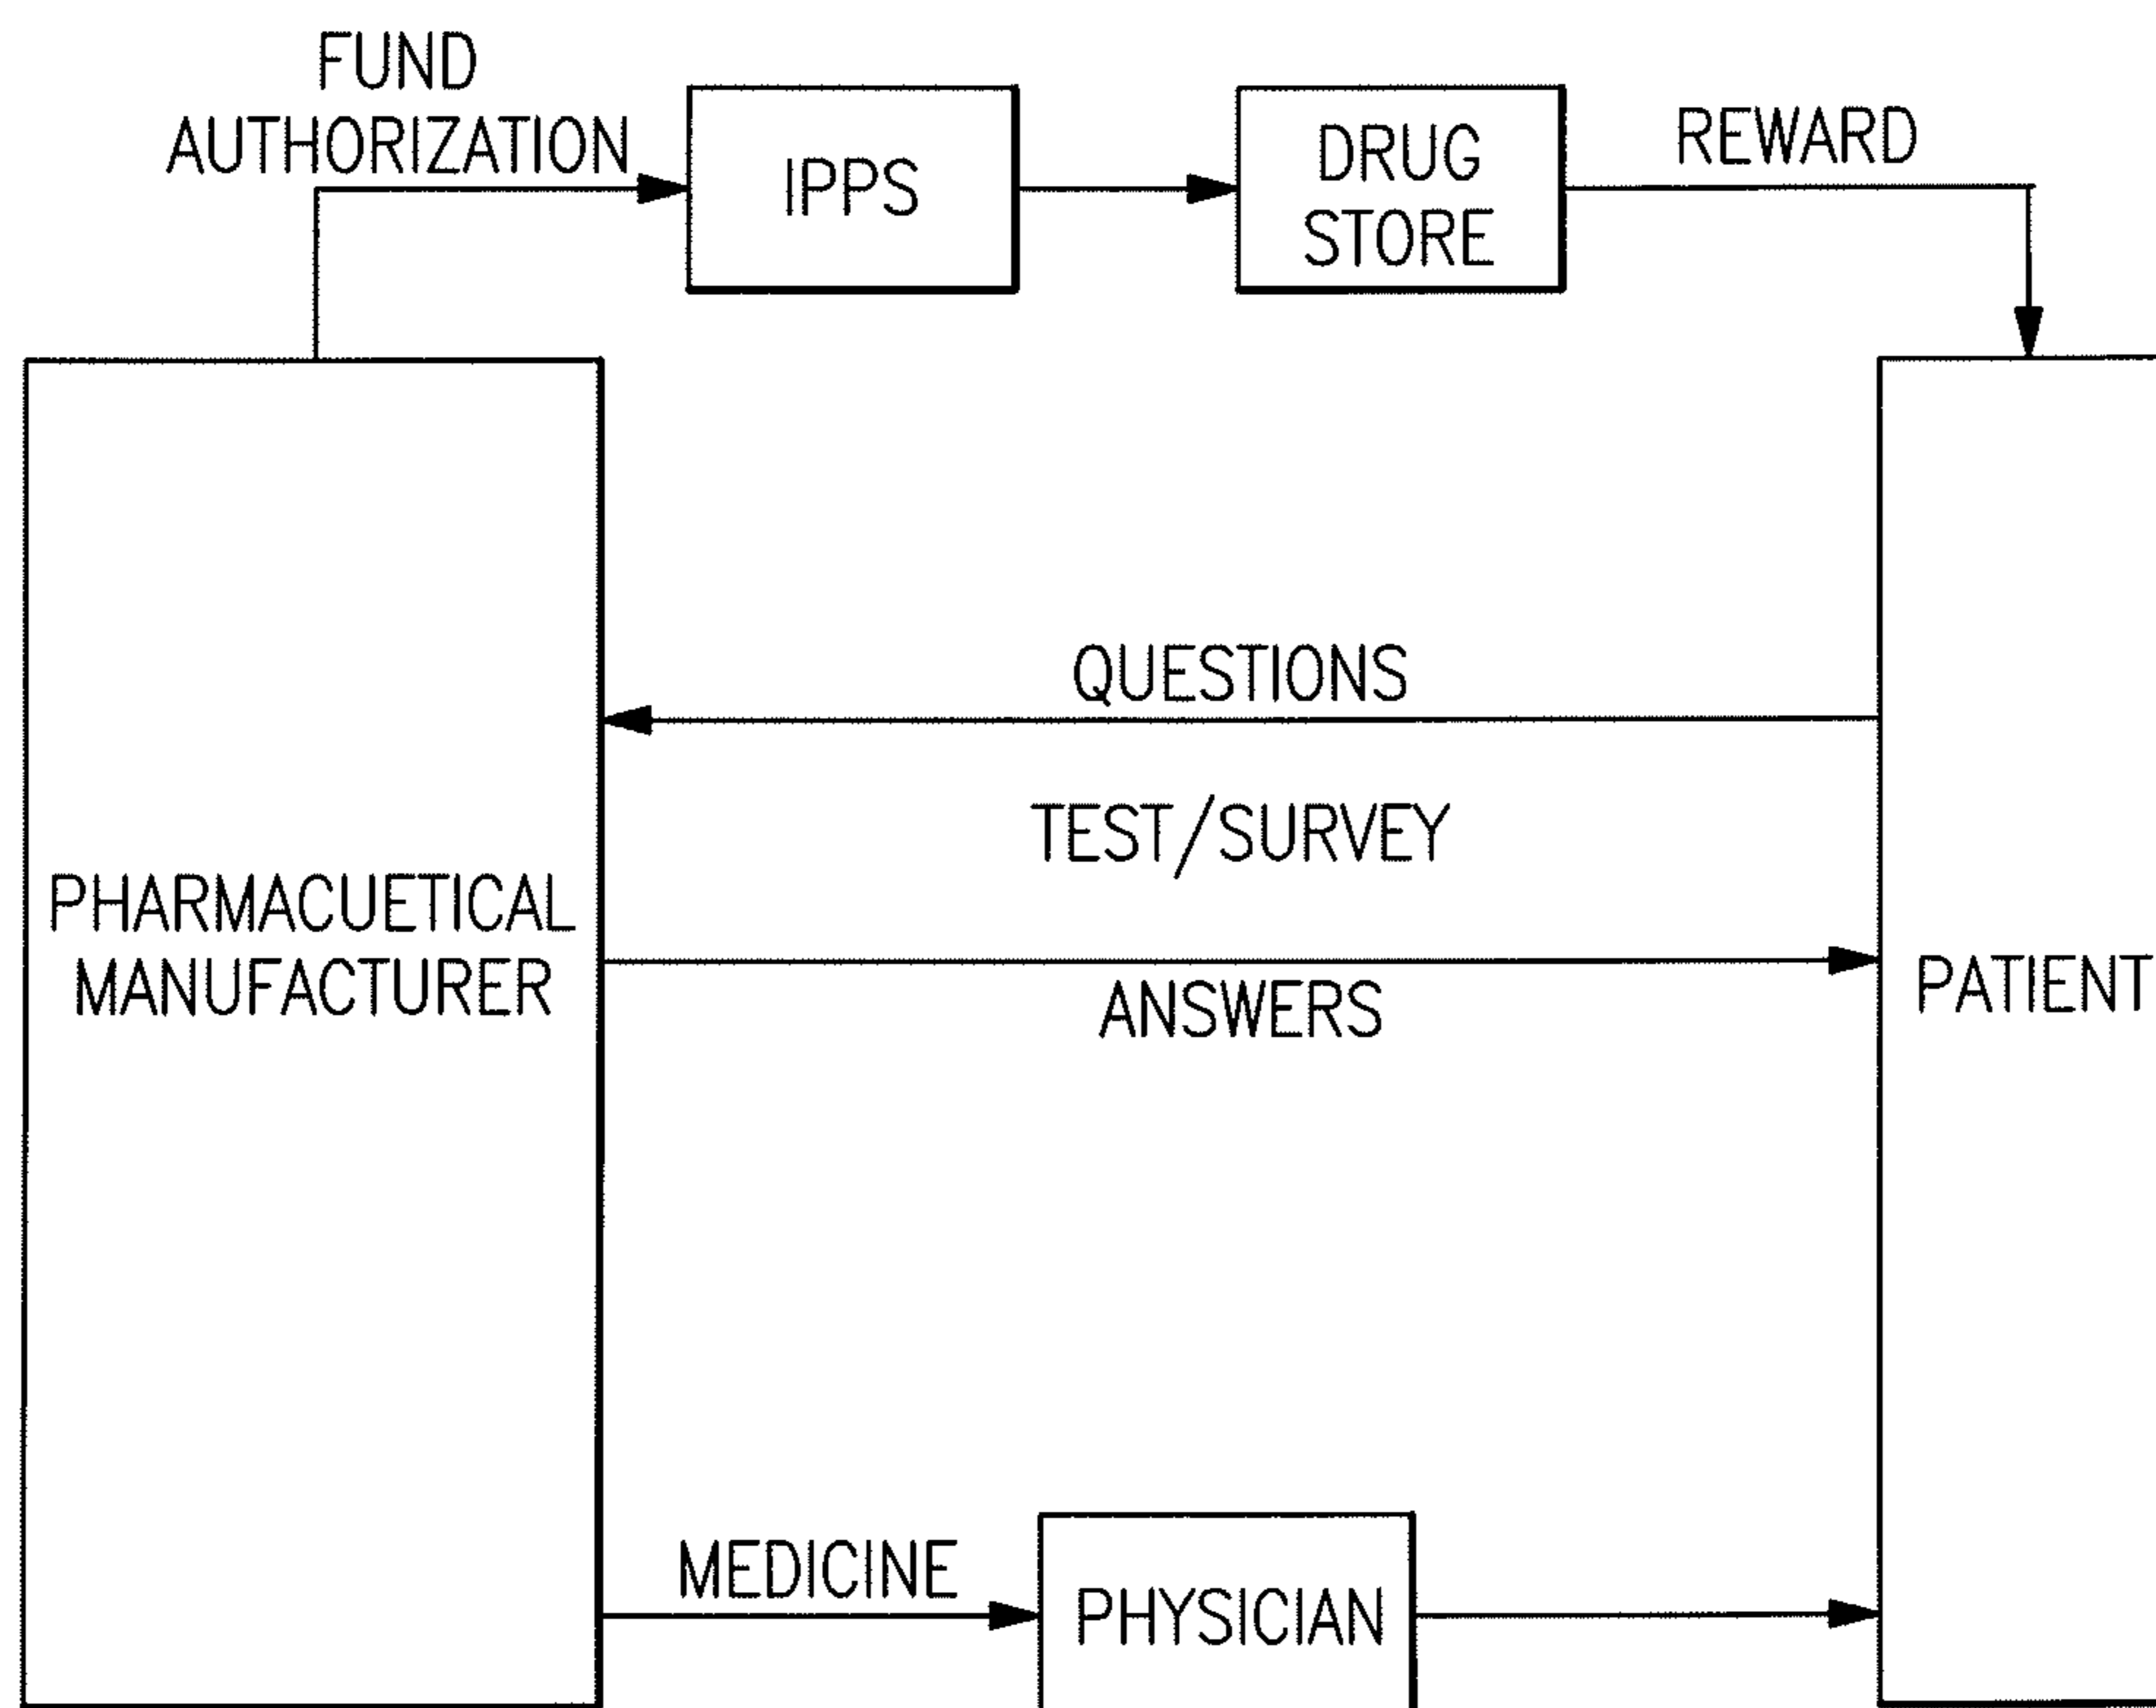 FUND
AUTHORIZATION
IPPS
DRUG
STORE
REWARD
QUESTIONS
TEST/SURVEY
PHARMACUETICAL
MANUFACTURER
ANSWERS
PATIENT
MEDICINE
PHYSICIAN